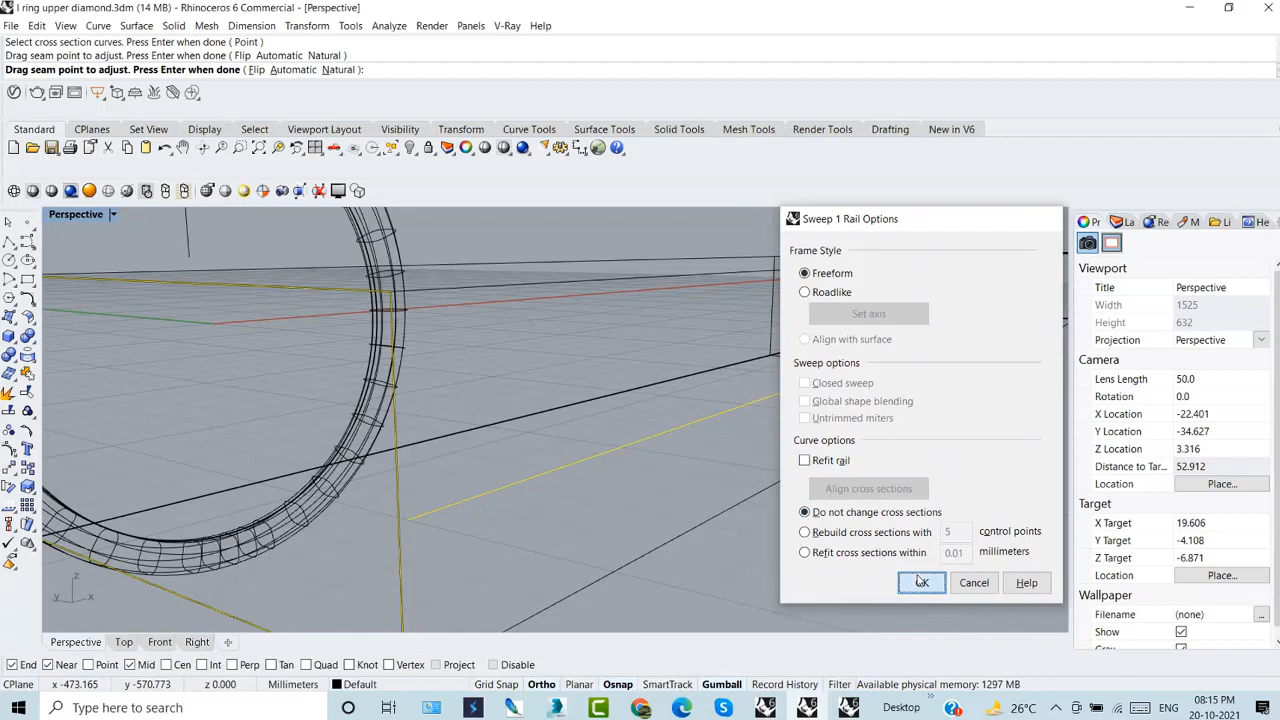 l ring upper diamond.3dm (14 MB) - Rhinoceros 6 Commercial - [Perspective]
File Edit View Curve Surface Solid Mesh Dimension Transform Tools Analyze Render Panels V-Ray Help
Select cross section curves. Press Enter when done ( Point )
Drag seam point to adjust. Press Enter when done ( Flip Automatic Natural )
Drag seam point to adjust. Press Enter when done ( Flip Automatic Natural ):
Standard CPlanes Set View Display Select Viewport Layout Visibility Transform Curve Tools Surface Tools Solid Tools Mesh Tools Render Tools Drafting New in V6
Perspective
Sweep 1 Rail Options
Frame Style
Freeform
Roadlike
Set axis
Align with surface
Sweep options
Closed sweep
Global shape blending
Untrimmed miters
Curve options
Refit rail
Align cross sections
Do not change cross sections
Rebuild cross sections with 5 control points
Refit cross sections within 0.01 millimeters
OK Cancel Help
Pr La Re M Li He
Viewport
Title Perspective
Width 1525
Height 632
Projection Perspective
Camera
Lens Length 50.0
Rotation 0.0
X Location -22.401
Y Location -34.627
Z Location 3.316
Distance to Tar... 52.912
Location Place...
Target
X Target 19.606
Y Target -4.108
Z Target -6.871
Location Place...
Wallpaper
Filename (none) ...
Show
Gray
z
y x
Perspective Top Front Right
End Near Point Mid Cen Int Perp Tan Quad Knot Vertex Project Disable
CPlane x -473.165 y -570.773 z 0.000 Millimeters Default Grid Snap Ortho Planar Osnap SmartTrack Gumball Record History Filter Available physical memory: 1297 MB
Type here to search Desktop 26°C 08:15 PM
20-10-2021